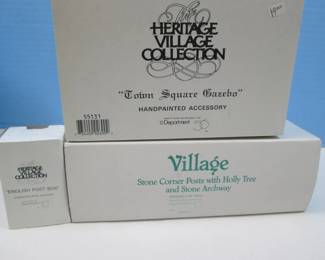 The
HERITAGE
VILLAGE
COLLECTION
"Town Square Gazebo"
HANDPAINTED ACCESSORY
55131
Department 56
Village
Stone Corner Posts with Holly Tree
and Stone Archway
HERITAGE
VILLAGE
COLLECTION
"ENGLISH POST BOX"